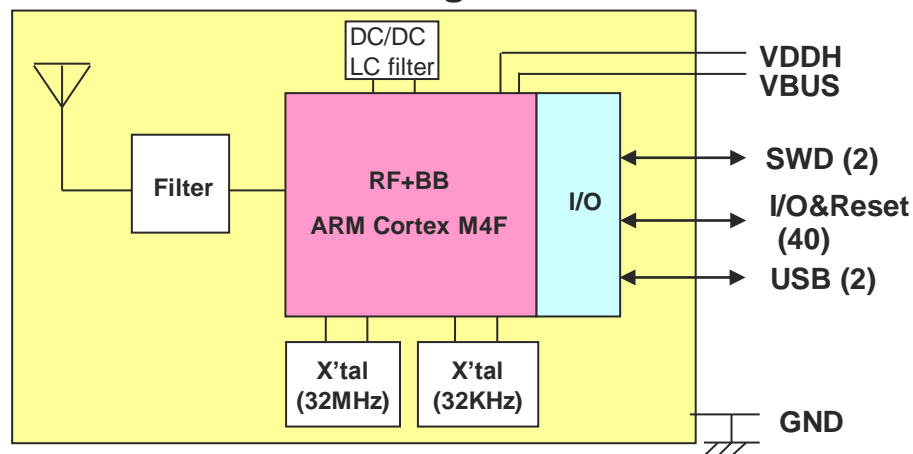 DC/DC
LC filter
VDDH
VBUS
Filter
RF+BB
ARM Cortex M4F
I/O
SWD (2)
I/O&Reset
(40)
USB (2)
X’tal
(32MHz)
X’tal
(32KHz)
GND